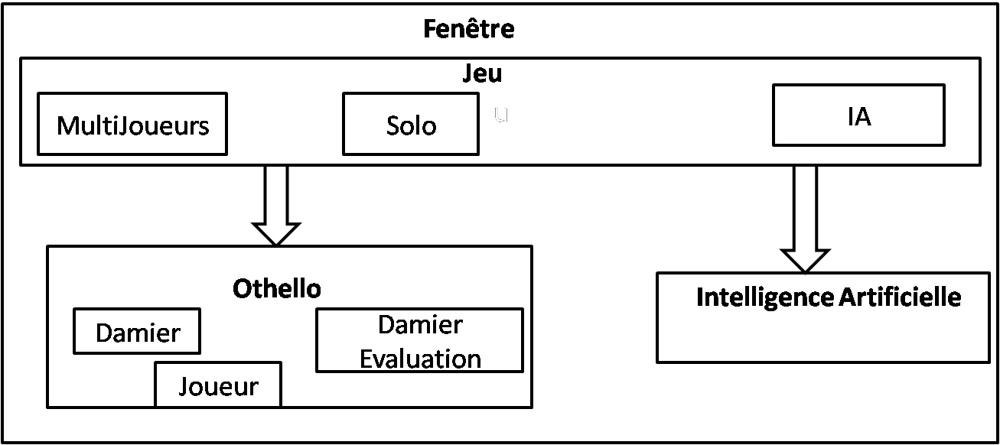 Fenêtre
Jeu
MultiJoueurs
Solo
u
IA
Othello
Damier
Damier
Evaluation
Joueur
Intelligence Artificielle